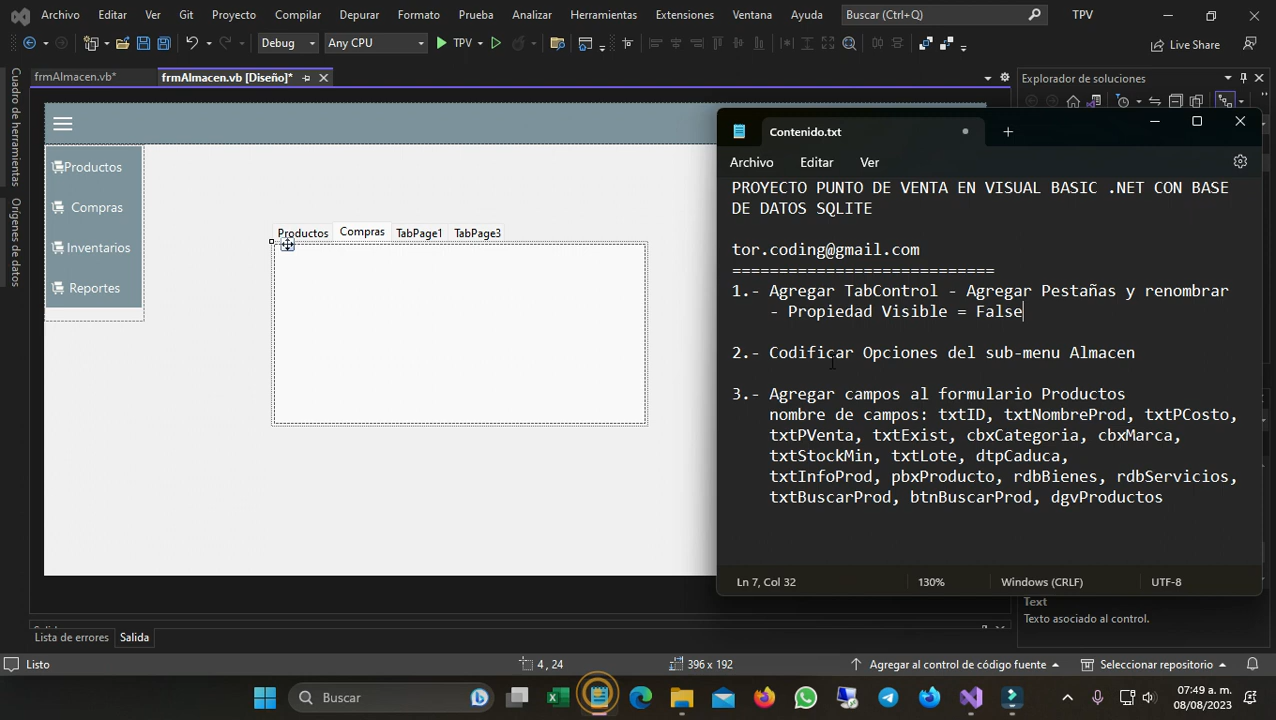 Archivo Editar Ver Git Proyecto Compilar Depurar Formato Prueba Analizar Herramientas Extensiones Ventana Ayuda Buscar (Ctrl+Q) TPV
Debug Any CPU TPV Live Share
frmAlmacen.vb* frmAlmacen.vb [Diseño]* Explorador de soluciones
Cuadro de herramientas
Orígenes de datos
Productos
Compras
Inventarios
Reportes
Productos Compras TabPage1 TabPage3
Contenido.txt
Archivo Editar Ver
PROYECTO PUNTO DE VENTA EN VISUAL BASIC .NET CON BASE
DE DATOS SQLITE
tor.coding@gmail.com
============================
1.- Agregar TabControl - Agregar Pestañas y renombrar
- Propiedad Visible = False
2.- Codificar Opciones del sub-menu Almacen
3.- Agregar campos al formulario Productos
nombre de campos: txtID, txtNombreProd, txtPCosto,
txtPVenta, txtExist, cbxCategoria, cbxMarca,
txtStockMin, txtLote, dtpCaduca,
txtInfoProd, pbxProducto, rdbBienes, rdbServicios,
txtBuscarProd, btnBuscarProd, dgvProductos
Ln 7, Col 32 130% Windows (CRLF) UTF-8
Text
Texto asociado al control.
Lista de errores Salida
Listo 4 , 24 396 x 192 Agregar al control de código fuente Seleccionar repositorio
Buscar 07:49 a. m.
08/08/2023